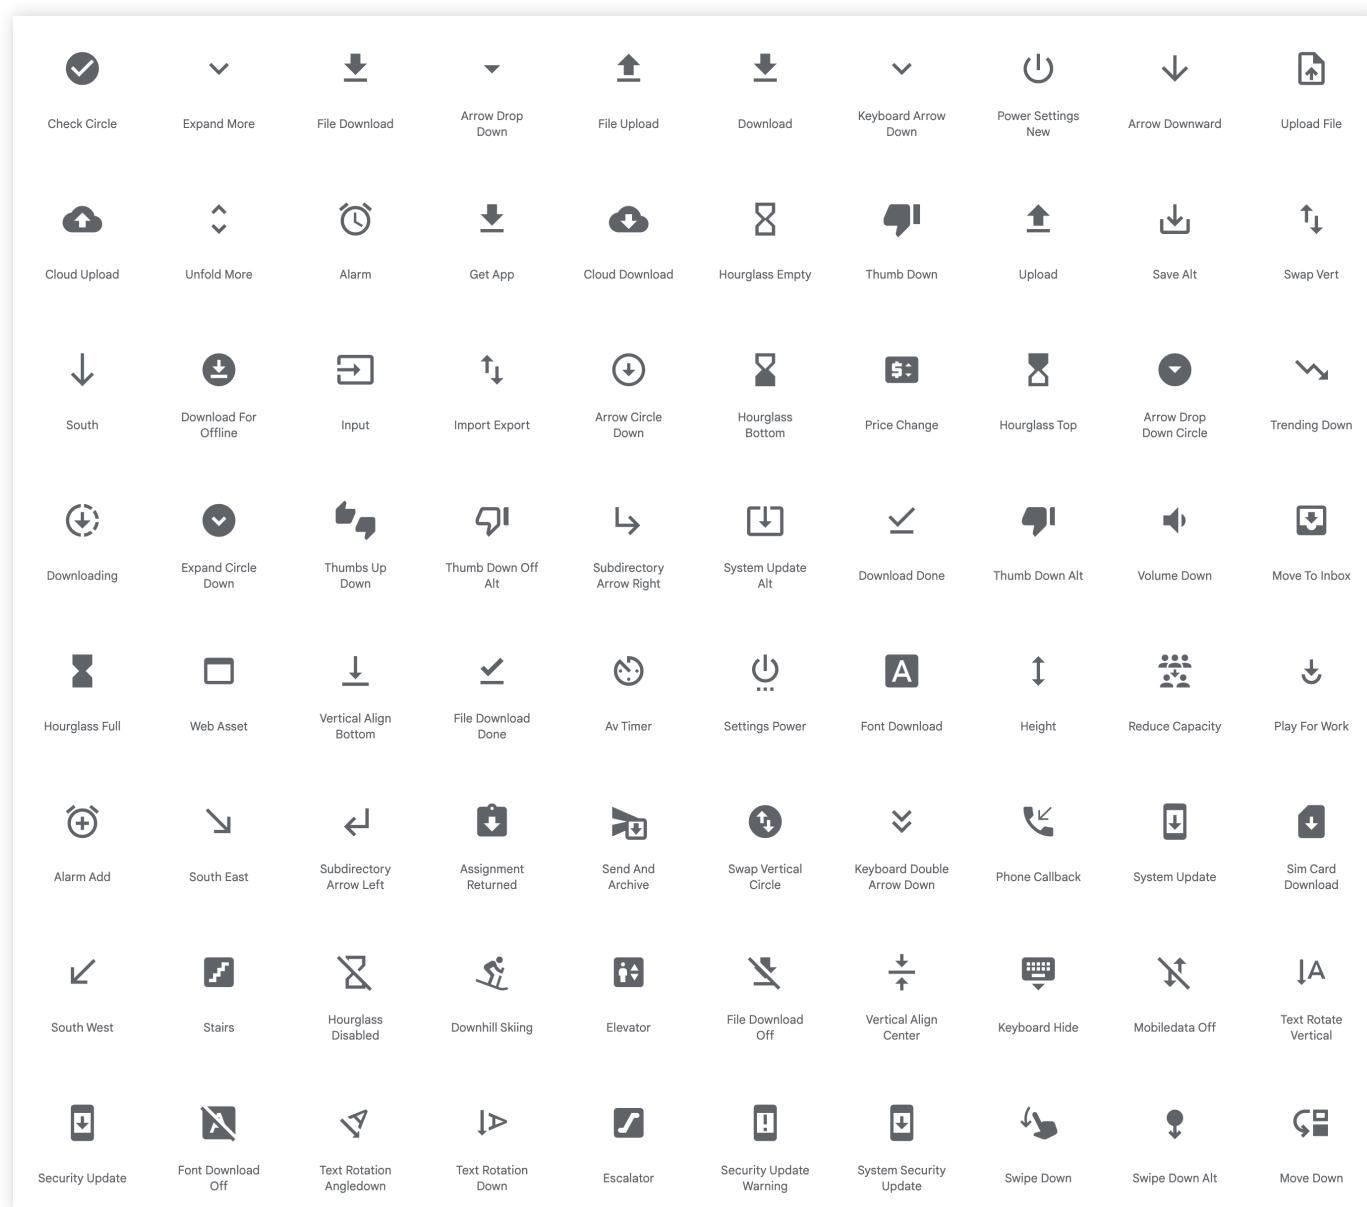 Check Circle
Expand More
File Download
Arrow Drop
Down
File Upload
Download
Keyboard Arrow
Down
Power Settings
New
Arrow Downward
Upload File
Cloud Upload
Unfold More
Alarm
Get App
Cloud Download
Hourglass Empty
Thumb Down
Upload
Save Alt
Swap Vert
South
Download For
Offline
Input
Import Export
Arrow Circle
Down
Hourglass
Bottom
Price Change
Hourglass Top
Arrow Drop
Down Circle
Trending Down
Downloading
Expand Circle
Down
Thumbs Up
Down
Thumb Down Off
Alt
Subdirectory
Arrow Right
System Update
Alt
Download Done
Thumb Down Alt
Volume Down
Move To Inbox
Hourglass Full
Web Asset
Vertical Align
Bottom
File Download
Done
Av Timer
Settings Power
Font Download
Height
Reduce Capacity
Play For Work
Alarm Add
South East
Subdirectory
Arrow Left
Assignment
Returned
Send And
Archive
Swap Vertical
Circle
Keyboard Double
Arrow Down
Phone Callback
System Update
Sim Card
Download
South West
Stairs
Hourglass
Disabled
Downhill Skiing
Elevator
File Download
Off
Vertical Align
Center
Keyboard Hide
Mobiledata Off
Text Rotate
Vertical
Security Update
Font Download
Off
Text Rotation
Angledown
Text Rotation
Down
Escalator
Security Update
Warning
System Security
Update
Swipe Down
Swipe Down Alt
Move Down